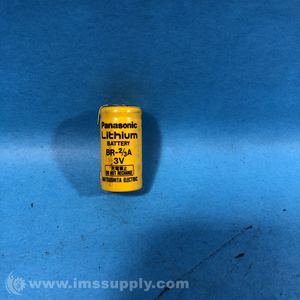 Panasonic
Lithium
BATTERY
BR-2/3A
3V
DO NOT RECHARGE
MATSUSHITA ELECTRIC
© www.imssupply.com